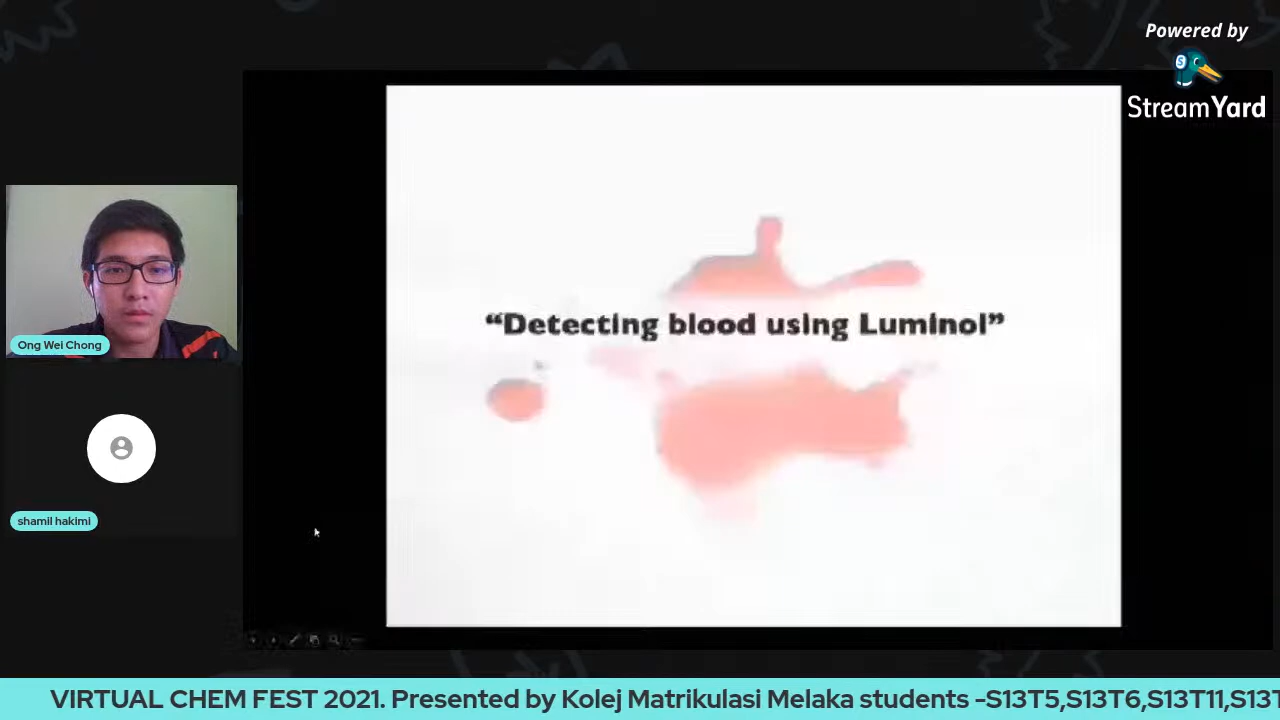 Powered by
StreamYard
Ong Wei Chong
“Detecting blood using Luminol”
shamil hakimi
VIRTUAL CHEM FEST 2021. Presented by Kolej Matrikulasi Melaka students -S13T5,S13T6,S13T11,S13T